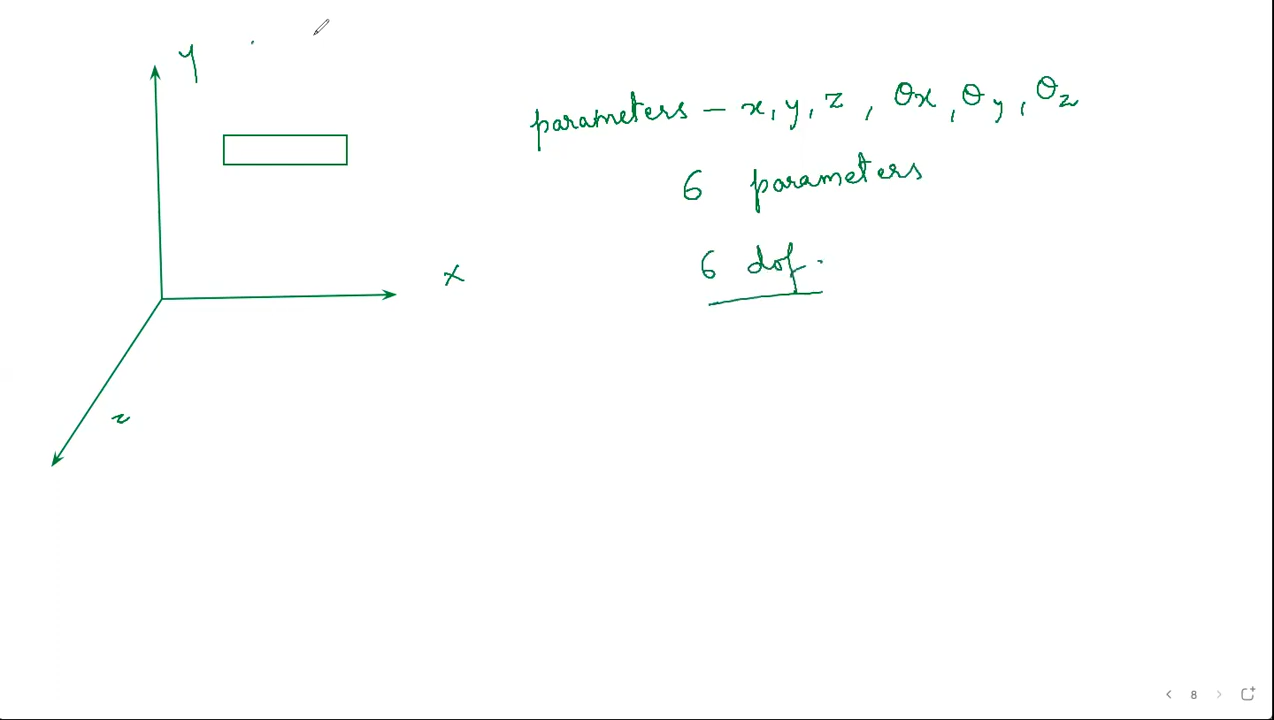 y
parameters – x, y, z, θx, θy, θz
6 parameters
6 dof.
x
z
8